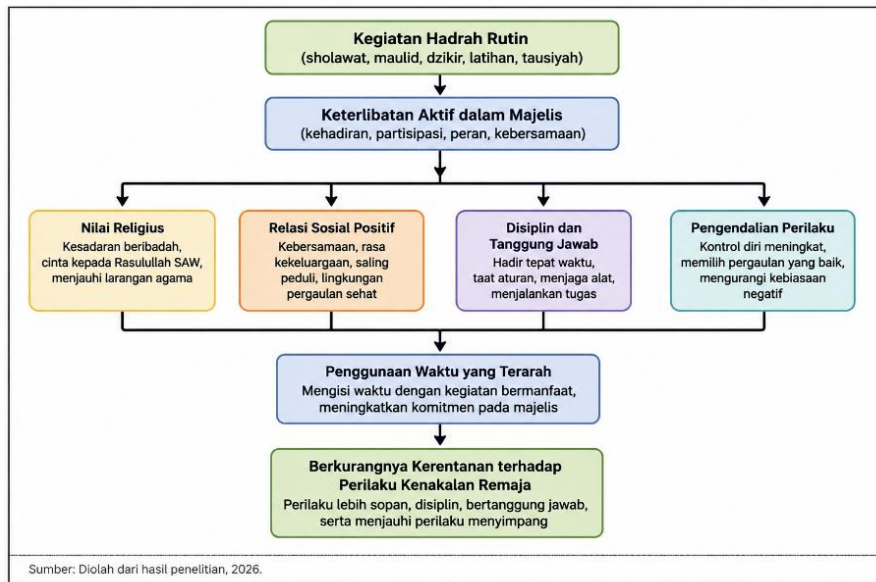 Kegiatan Hadrah Rutin
(sholawat, maulid, dzikir, latihan, tausiyah)
Keterlibatan Aktif dalam Majelis
(kehadiran, partisipasi, peran, kebersamaan)
Nilai Religius
Kesadaran beribadah,
cinta kepada Rasulullah SAW,
menjauhi larangan agama
Relasi Sosial Positif
Kebersamaan, rasa
kekeluargaan, saling
peduli, lingkungan
pergaulan sehat
Disiplin dan
Tanggung Jawab
Hadir tepat waktu,
taat aturan, menjaga alat,
menjalankan tugas
Pengendalian Perilaku
Kontrol diri meningkat,
memilih pergaulan yang baik,
mengurangi kebiasaan
negatif
Penggunaan Waktu yang Terarah
Mengisi waktu dengan kegiatan bermanfaat,
meningkatkan komitmen pada majelis
Berkurangnya Kerentanan terhadap
Perilaku Kenakalan Remaja
Perilaku lebih sopan, disiplin, bertanggung jawab,
serta menjauhi perilaku menyimpang
Sumber: Diolah dari hasil penelitian, 2026.